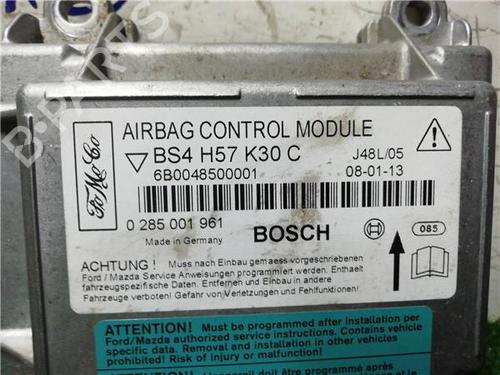 B-PARTS
FoMoCo
AIRBAG CONTROL MODULE
BS4 H57 K30 C
J48L/05
6B0048500001
08-01-13
0 285 001 961
Made in Germany
BOSCH
085
ACHTUNG ! Muss nach Einbau gemaess vorgeschriebenen
Ford / Mazda Service Anweisungen programmiert werden. Enthaelt
fahrzeugspezifische Daten. Entfernen und Einbau in andere
Fahrzeuge verboten! Gefahr von Verletzungen und Fehlfunktionen!
ATTENTION! Must be programmed after installation per
Ford/Mazda authorized service instructions. Contains vehicle
specific data. Removal and installation in other vehicles
prohibited! Risk of injury or malfunction!